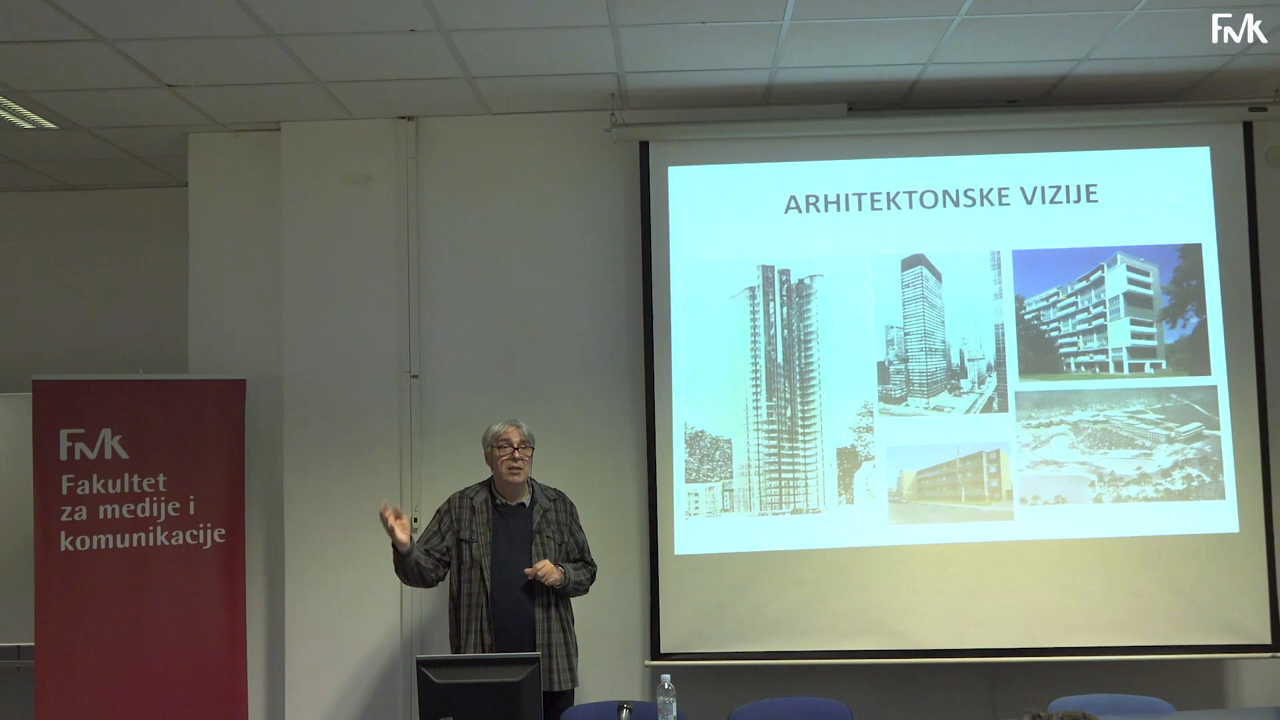 FMK
ARHITEKTONSKE VIZIJE
FMK
Fakultet
za medije i
komunikacije